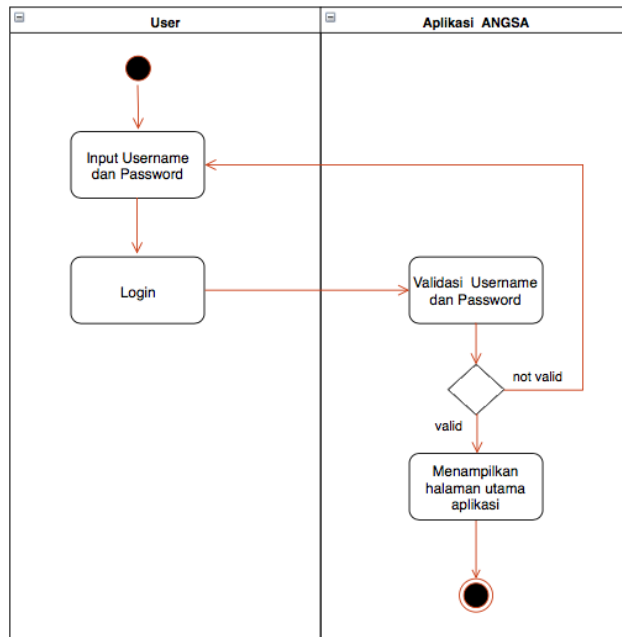 User
Aplikasi ANGSA
Input Username
dan Password
Login
Validasi Username
dan Password
not valid
valid
Menampilkan
halaman utama
aplikasi